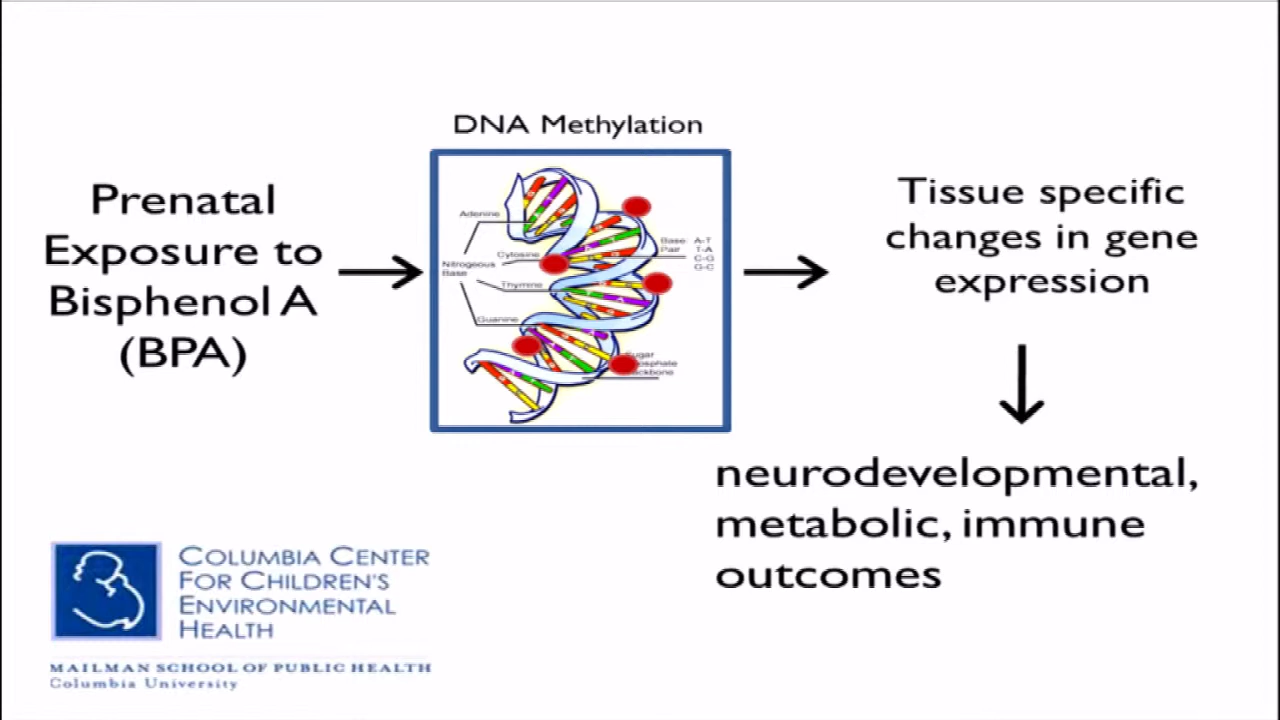 DNA Methylation
Prenatal
Exposure to
Bisphenol A
(BPA)
Adenine
Cytosine
Nitrogeous
Base
Thymine
Guanine
Base
Pair
A-T
T-A
C-G
G-C
Sugar
phosphate
backbone
Tissue specific
changes in gene
expression
neurodevelopmental,
metabolic, immune
outcomes
COLUMBIA CENTER
FOR CHILDREN'S
ENVIRONMENTAL
HEALTH
MAILMAN SCHOOL OF PUBLIC HEALTH
Columbia University